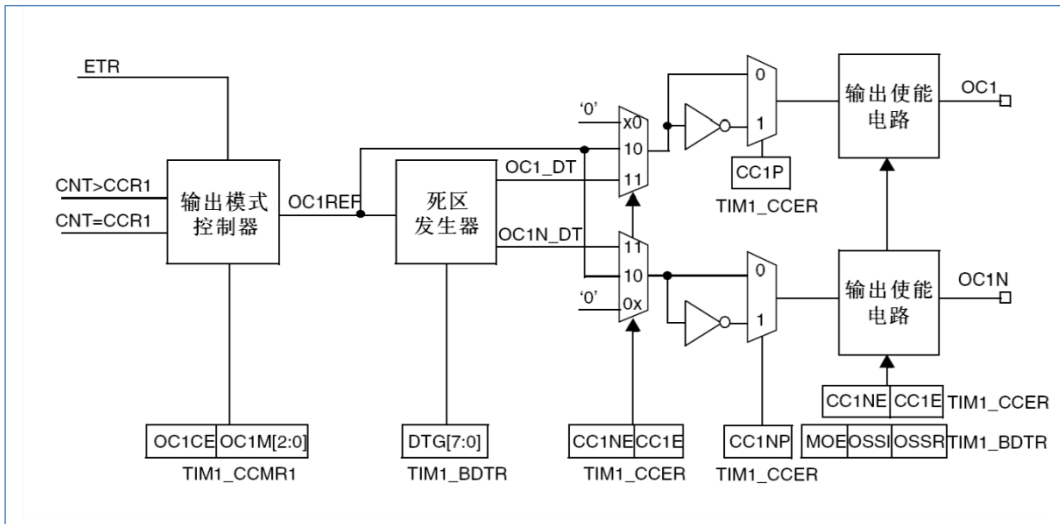 ETR
CNT>CCR1
CNT=CCR1
输出模式
控制器
OC1REF
死区
发生器
OC1_DT
OC1N_DT
'0'
x0
10
11
11
10
'0'
0x
0
1
CC1P
TIM1_CCER
0
1
输出使能
电路
OC1
输出使能
电路
OC1N
OC1CE OC1M[2:0]
TIM1_CCMR1
DTG[7:0]
TIM1_BDTR
CC1NE CC1E
TIM1_CCER
CC1NP
TIM1_CCER
CC1NE CC1E TIM1_CCER
MOE OSSI OSSR TIM1_BDTR